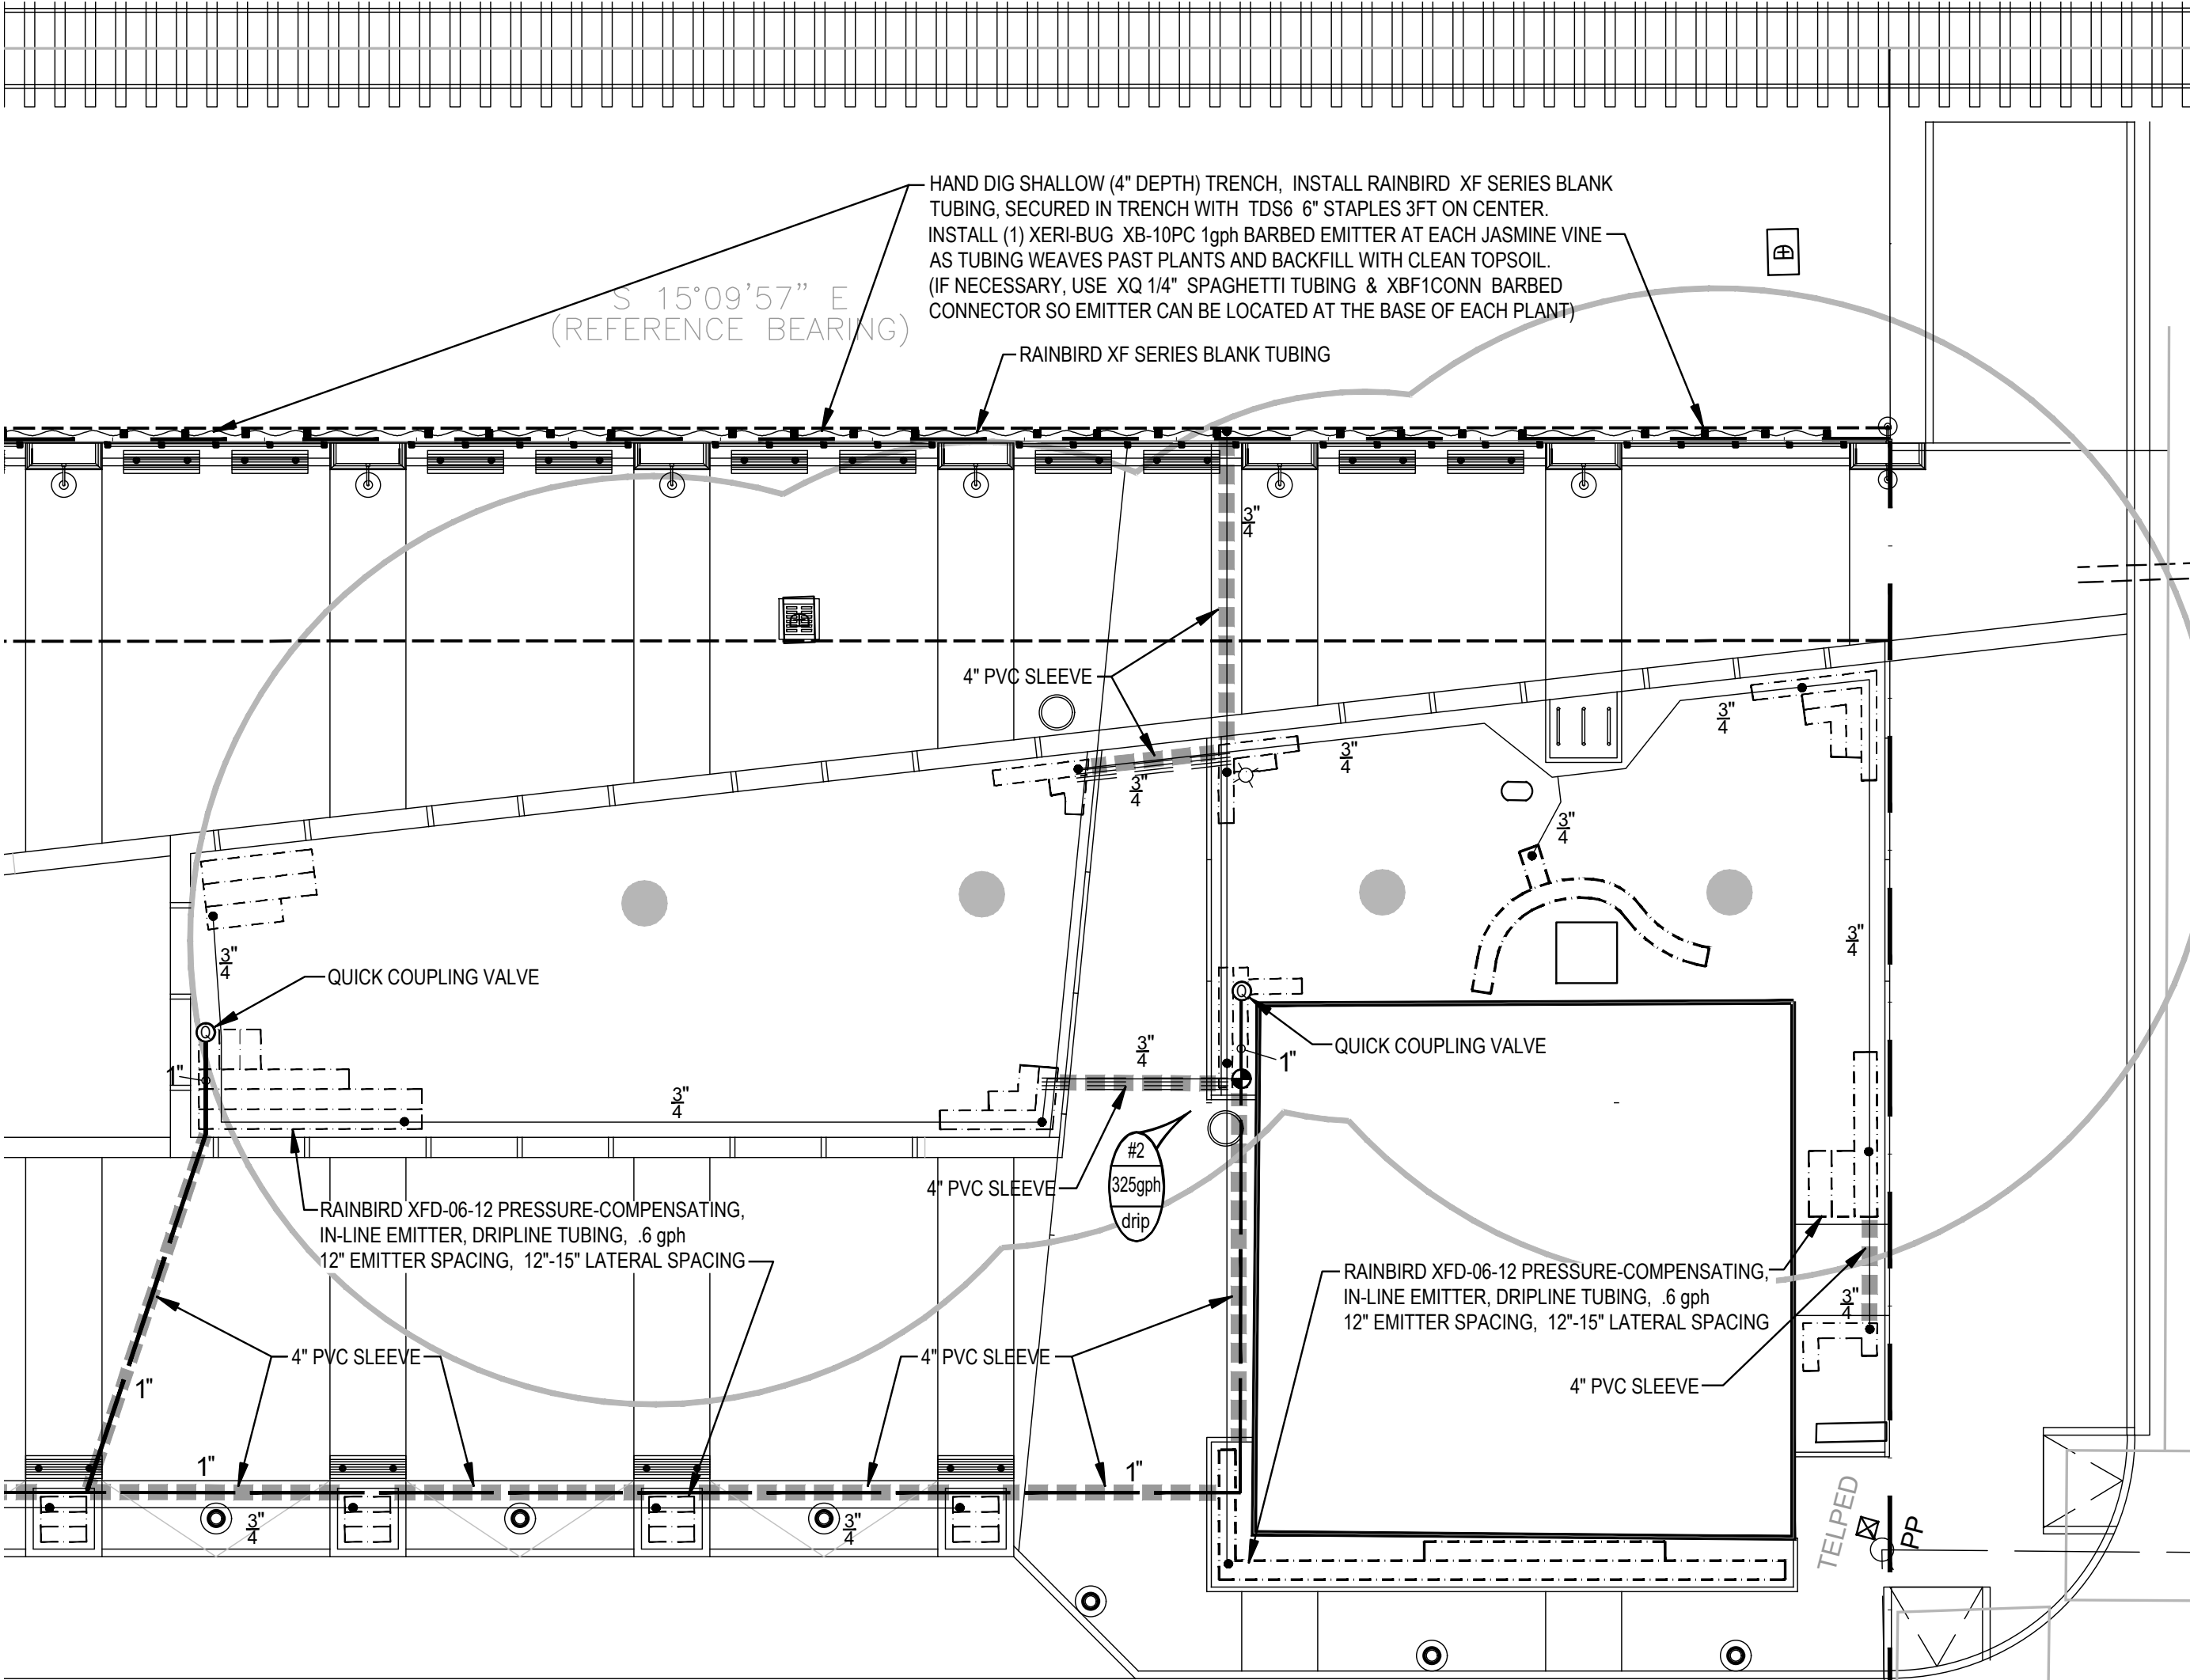 HAND DIG SHALLOW (4" DEPTH) TRENCH, INSTALL RAINBIRD XF SERIES BLANK
TUBING, SECURED IN TRENCH WITH TDS6 6" STAPLES 3FT ON CENTER.
INSTALL (1) XERI-BUG XB-10PC 1gph BARBED EMITTER AT EACH JASMINE VINE
AS TUBING WEAVES PAST PLANTS AND BACKFILL WITH CLEAN TOPSOIL.
(IF NECESSARY, USE XQ 1/4" SPAGHETTI TUBING & XBF1CONN BARBED
CONNECTOR SO EMITTER CAN BE LOCATED AT THE BASE OF EACH PLANT)
S 15°09'57" E
(REFERENCE BEARING)
RAINBIRD XF SERIES BLANK TUBING
3/4"
4" PVC SLEEVE
3/4"
3/4"
3/4"
3/4"
3/4"
3/4"
QUICK COUPLING VALVE
Q
Q
QUICK COUPLING VALVE
3/4"
1"
1"
3/4"
#2
325gph
drip
4" PVC SLEEVE
RAINBIRD XFD-06-12 PRESSURE-COMPENSATING,
IN-LINE EMITTER, DRIPLINE TUBING, .6 gph
12" EMITTER SPACING, 12"-15" LATERAL SPACING
RAINBIRD XFD-06-12 PRESSURE-COMPENSATING,
IN-LINE EMITTER, DRIPLINE TUBING, .6 gph
12" EMITTER SPACING, 12"-15" LATERAL SPACING
3/4"
4" PVC SLEEVE
4" PVC SLEEVE
4" PVC SLEEVE
1"
1"
1"
3/4"
3/4"
TELPED
PP